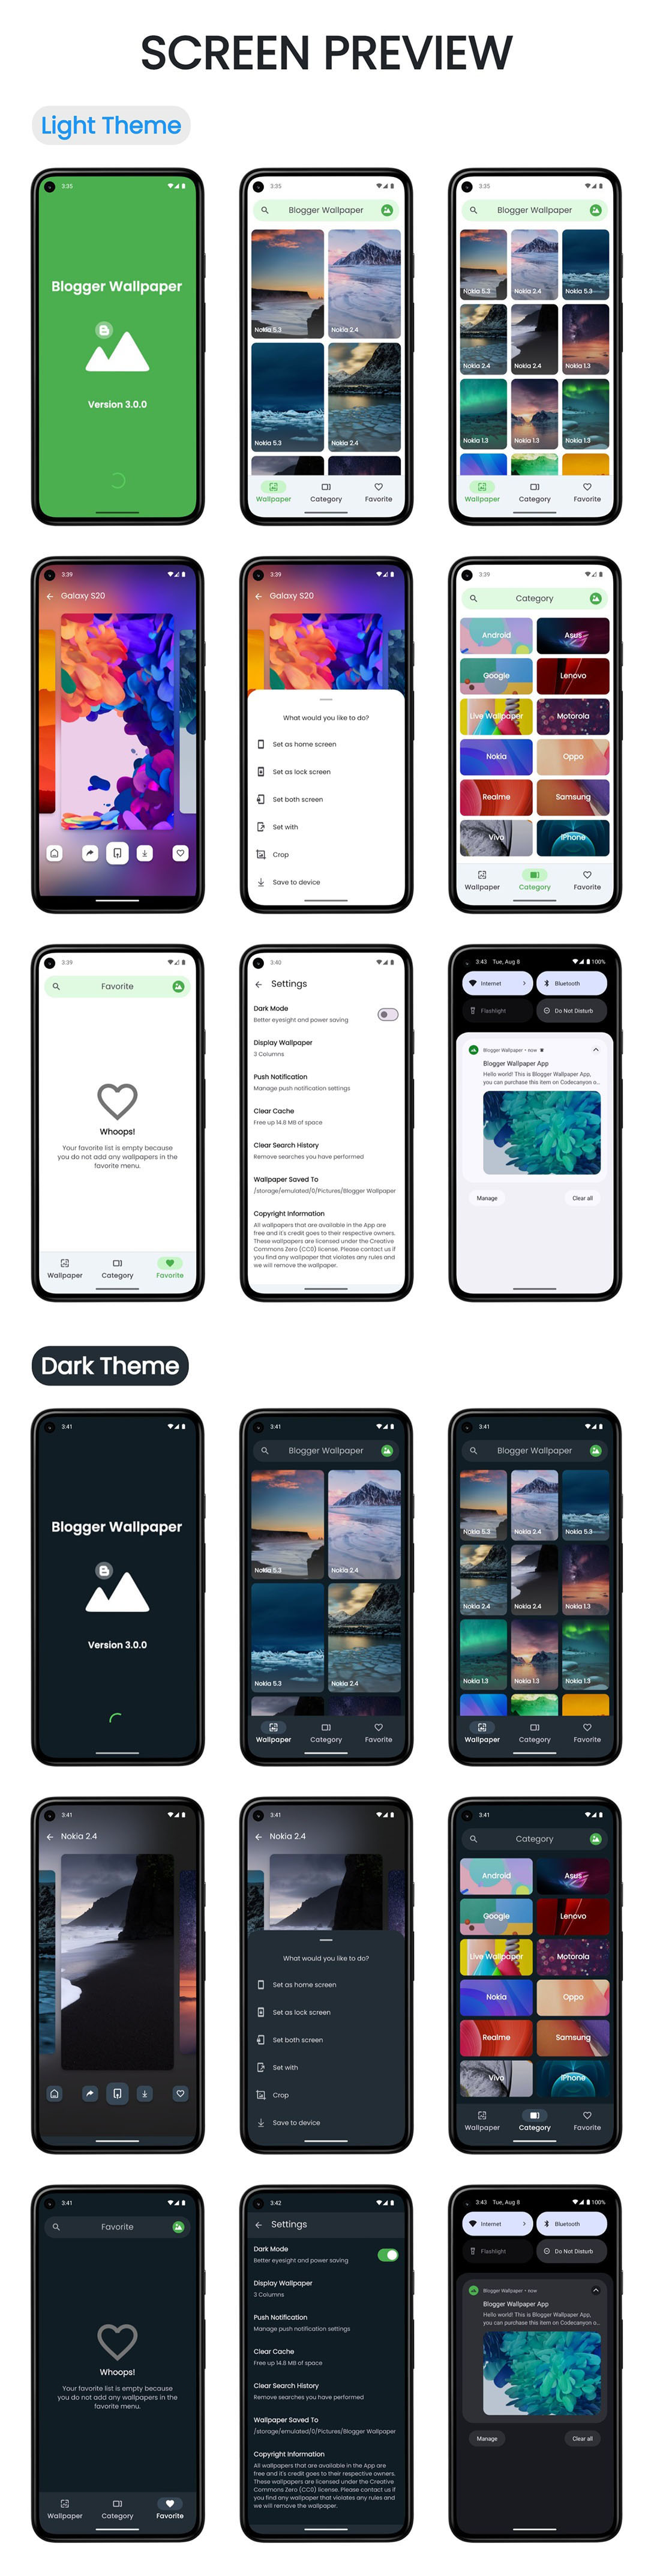 SCREEN PREVIEW
Light Theme
3:35
Blogger Wallpaper
B
Version 3.0.0
3:35
Blogger Wallpaper
Nokia 5.3
Nokia 2.4
Nokia 5.3
Nokia 2.4
Wallpaper
Category
Favorite
3:35
Blogger Wallpaper
Nokia 5.3
Nokia 2.4
Nokia 5.3
Nokia 2.4
Nokia 2.4
Nokia 1.3
Nokia 1.3
Nokia 1.3
Nokia 1.3
Wallpaper
Category
Favorite
3:39
Galaxy S20
3:39
Galaxy S20
What would you like to do?
Set as home screen
Set as lock screen
Set both screen
Set with
Crop
Save to device
3:39
Category
Android
Asus
Google
Lenovo
Live Wallpaper
Motorola
Nokia
Oppo
Realme
Samsung
Vivo
iPhone
Wallpaper
Category
Favorite
3:39
Favorite
Whoops!
Your favorite list is empty because
you do not add any wallpapers in the
favorite menu.
Wallpaper
Category
Favorite
3:40
Settings
Dark Mode
Better eyesight and power saving
Display Wallpaper
3 Columns
Push Notification
Manage push notification settings
Clear Cache
Free up 14.8 MB of space
Clear Search History
Remove searches you have performed
Wallpaper Saved To
/storage/emulated/0/Pictures/Blogger Wallpaper
Copyright Information
All wallpapers that are available in the App are
free and it's credit goes to their respective owners.
These wallpapers are licensed under the Creative
Commons Zero (CC0) license. Please contact us if
you find any wallpaper that violates any rules and
we will remove the wallpaper.
3:43 Tue, Aug 8
100%
Internet
Bluetooth
Flashlight
Do Not Disturb
Blogger Wallpaper • now
Blogger Wallpaper App
Hello world! This is Blogger Wallpaper App,
you can purchase this item on Codecanyon o...
Manage
Clear all
Dark Theme
3:41
Blogger Wallpaper
B
Version 3.0.0
3:41
Blogger Wallpaper
Nokia 5.3
Nokia 2.4
Nokia 5.3
Nokia 2.4
Wallpaper
Category
Favorite
3:41
Blogger Wallpaper
Nokia 5.3
Nokia 2.4
Nokia 5.3
Nokia 2.4
Nokia 2.4
Nokia 1.3
Nokia 1.3
Nokia 1.3
Nokia 1.3
Wallpaper
Category
Favorite
3:41
Nokia 2.4
3:41
Nokia 2.4
What would you like to do?
Set as home screen
Set as lock screen
Set both screen
Set with
Crop
Save to device
3:41
Category
Android
Asus
Google
Lenovo
Live Wallpaper
Motorola
Nokia
Oppo
Realme
Samsung
Vivo
iPhone
Wallpaper
Category
Favorite
3:41
Favorite
Whoops!
Your favorite list is empty because
you do not add any wallpapers in the
favorite menu.
Wallpaper
Category
Favorite
3:42
Settings
Dark Mode
Better eyesight and power saving
Display Wallpaper
3 Columns
Push Notification
Manage push notification settings
Clear Cache
Free up 14.8 MB of space
Clear Search History
Remove searches you have performed
Wallpaper Saved To
/storage/emulated/0/Pictures/Blogger Wallpaper
Copyright Information
All wallpapers that are available in the App are
free and it's credit goes to their respective owners.
These wallpapers are licensed under the Creative
Commons Zero (CC0) license. Please contact us if
you find any wallpaper that violates any rules and
we will remove the wallpaper.
3:43 Tue, Aug 8
100%
Internet
Bluetooth
Flashlight
Do Not Disturb
Blogger Wallpaper • now
Blogger Wallpaper App
Hello world! This is Blogger Wallpaper App,
you can purchase this item on Codecanyon o...
Manage
Clear all